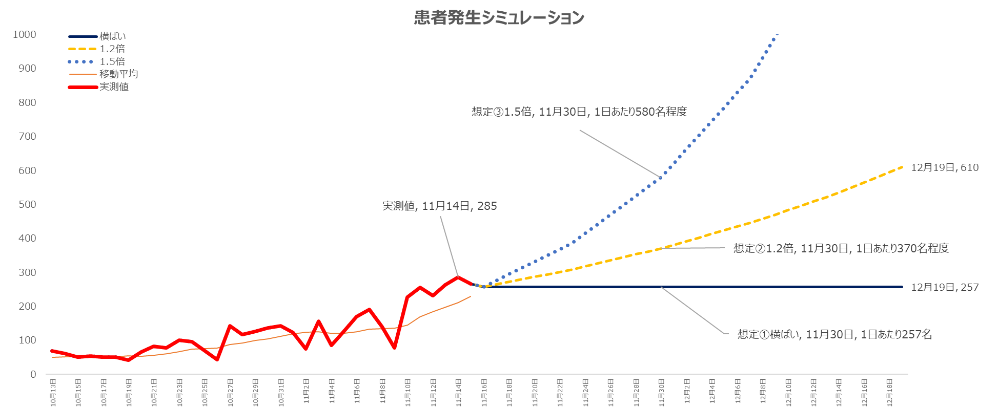 患者発生シミュレーション
横ばい
1.2倍
1.5倍
移動平均
実測値
1000
900
800
700
600
500
400
300
200
100
0
想定③1.5倍, 11月30日, 1日あたり580名程度
12月19日, 610
実測値, 11月14日, 285
想定②1.2倍, 11月30日, 1日あたり370名程度
12月19日, 257
想定①横ばい, 11月30日, 1日あたり257名
10月13日
10月15日
10月17日
10月19日
10月21日
10月23日
10月25日
10月27日
10月29日
10月31日
11月2日
11月4日
11月6日
11月8日
11月10日
11月12日
11月14日
11月16日
11月18日
11月20日
11月22日
11月24日
11月26日
11月28日
11月30日
12月2日
12月4日
12月6日
12月8日
12月10日
12月12日
12月14日
12月16日
12月18日